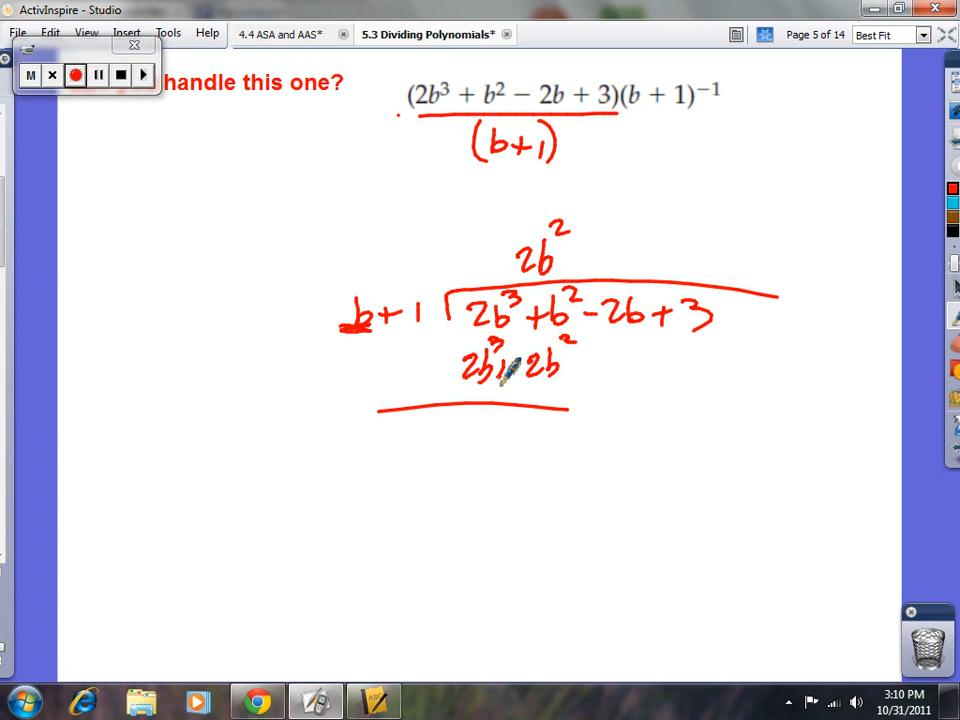 ActivInspire - Studio
File Edit View Insert Tools Help
4.4 ASA and AAS*
5.3 Dividing Polynomials*
Page 5 of 14
Best Fit
M
handle this one?
(2b³ + b² − 2b + 3)(b + 1)⁻¹
(b+1)
2b²
b+1 2b³+b²-2b+3
2b³+2b²
3:10 PM
10/31/2011